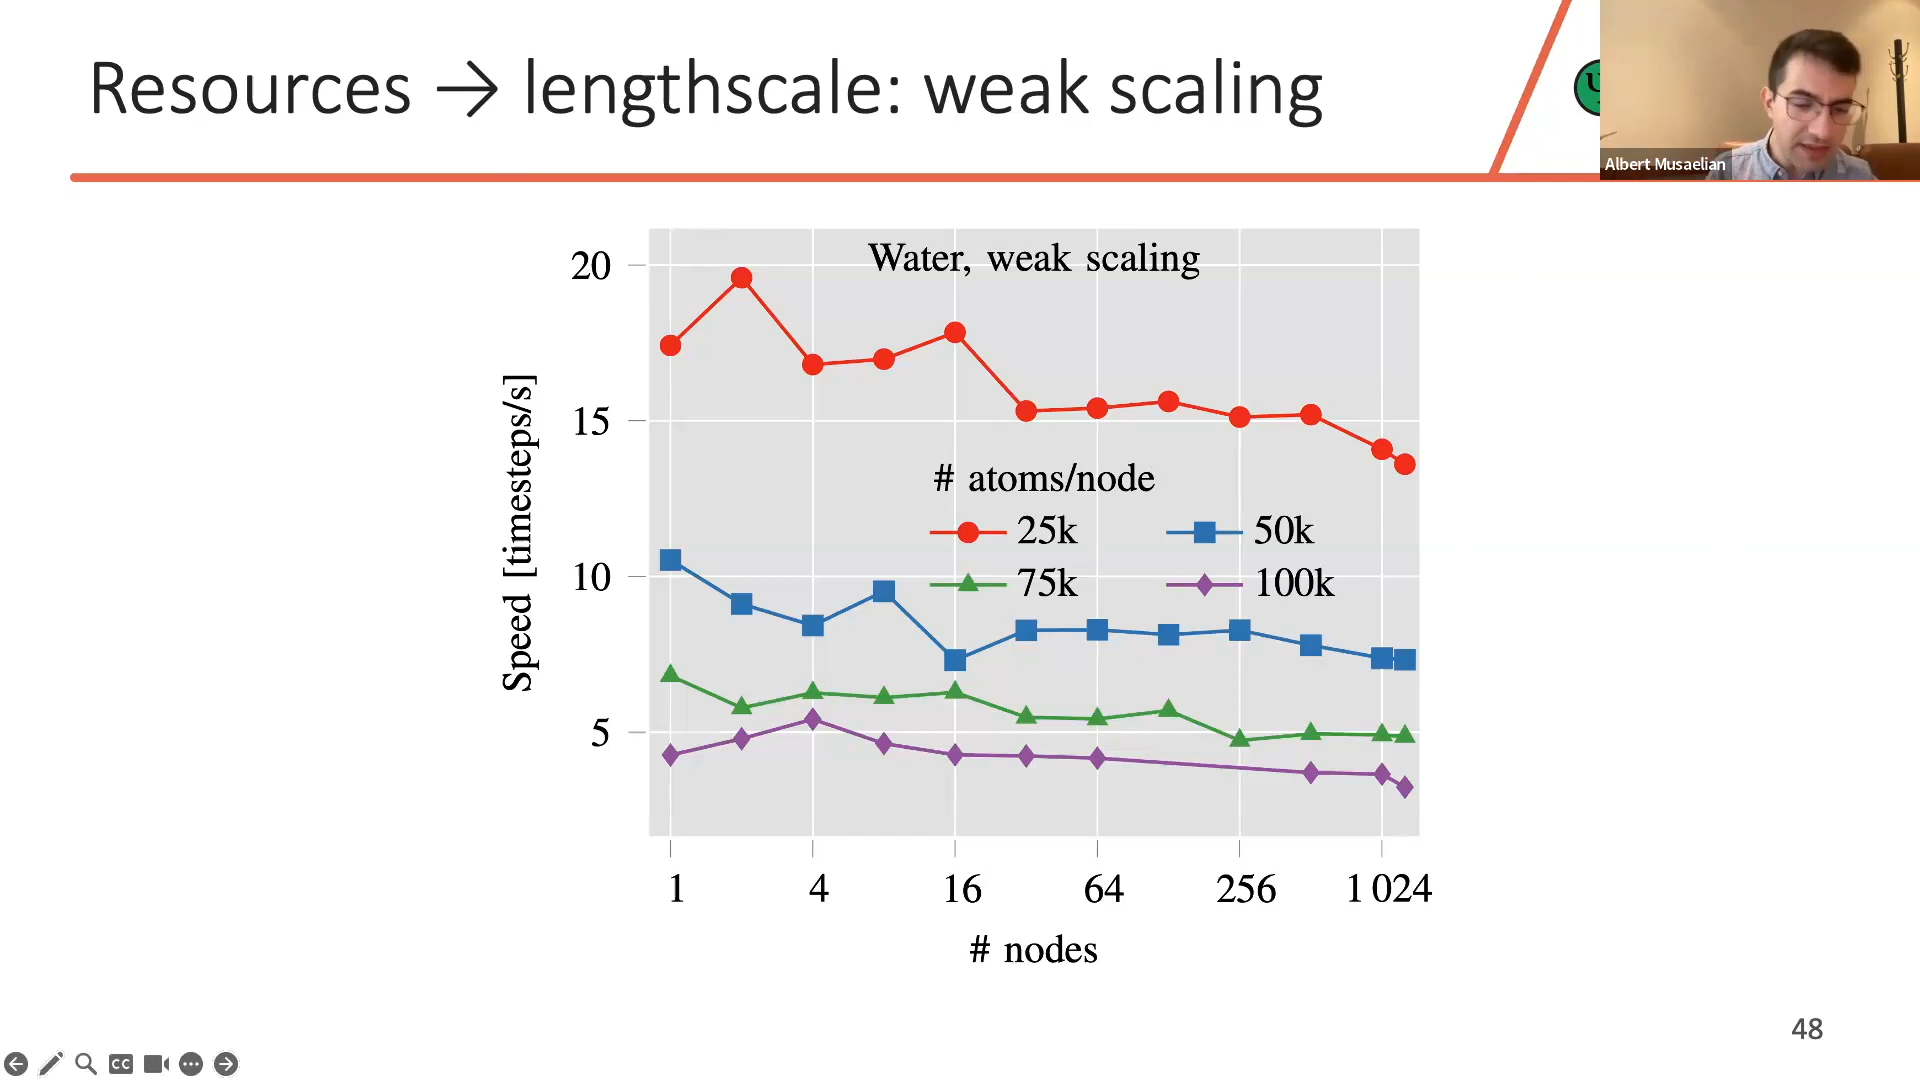 Resources → lengthscale: weak scaling
Albert Musaelian
Water, weak scaling
20
15
10
5
Speed [timesteps/s]
# atoms/node
25k 50k
75k 100k
1 4 16 64 256 1 024
# nodes
48
CC